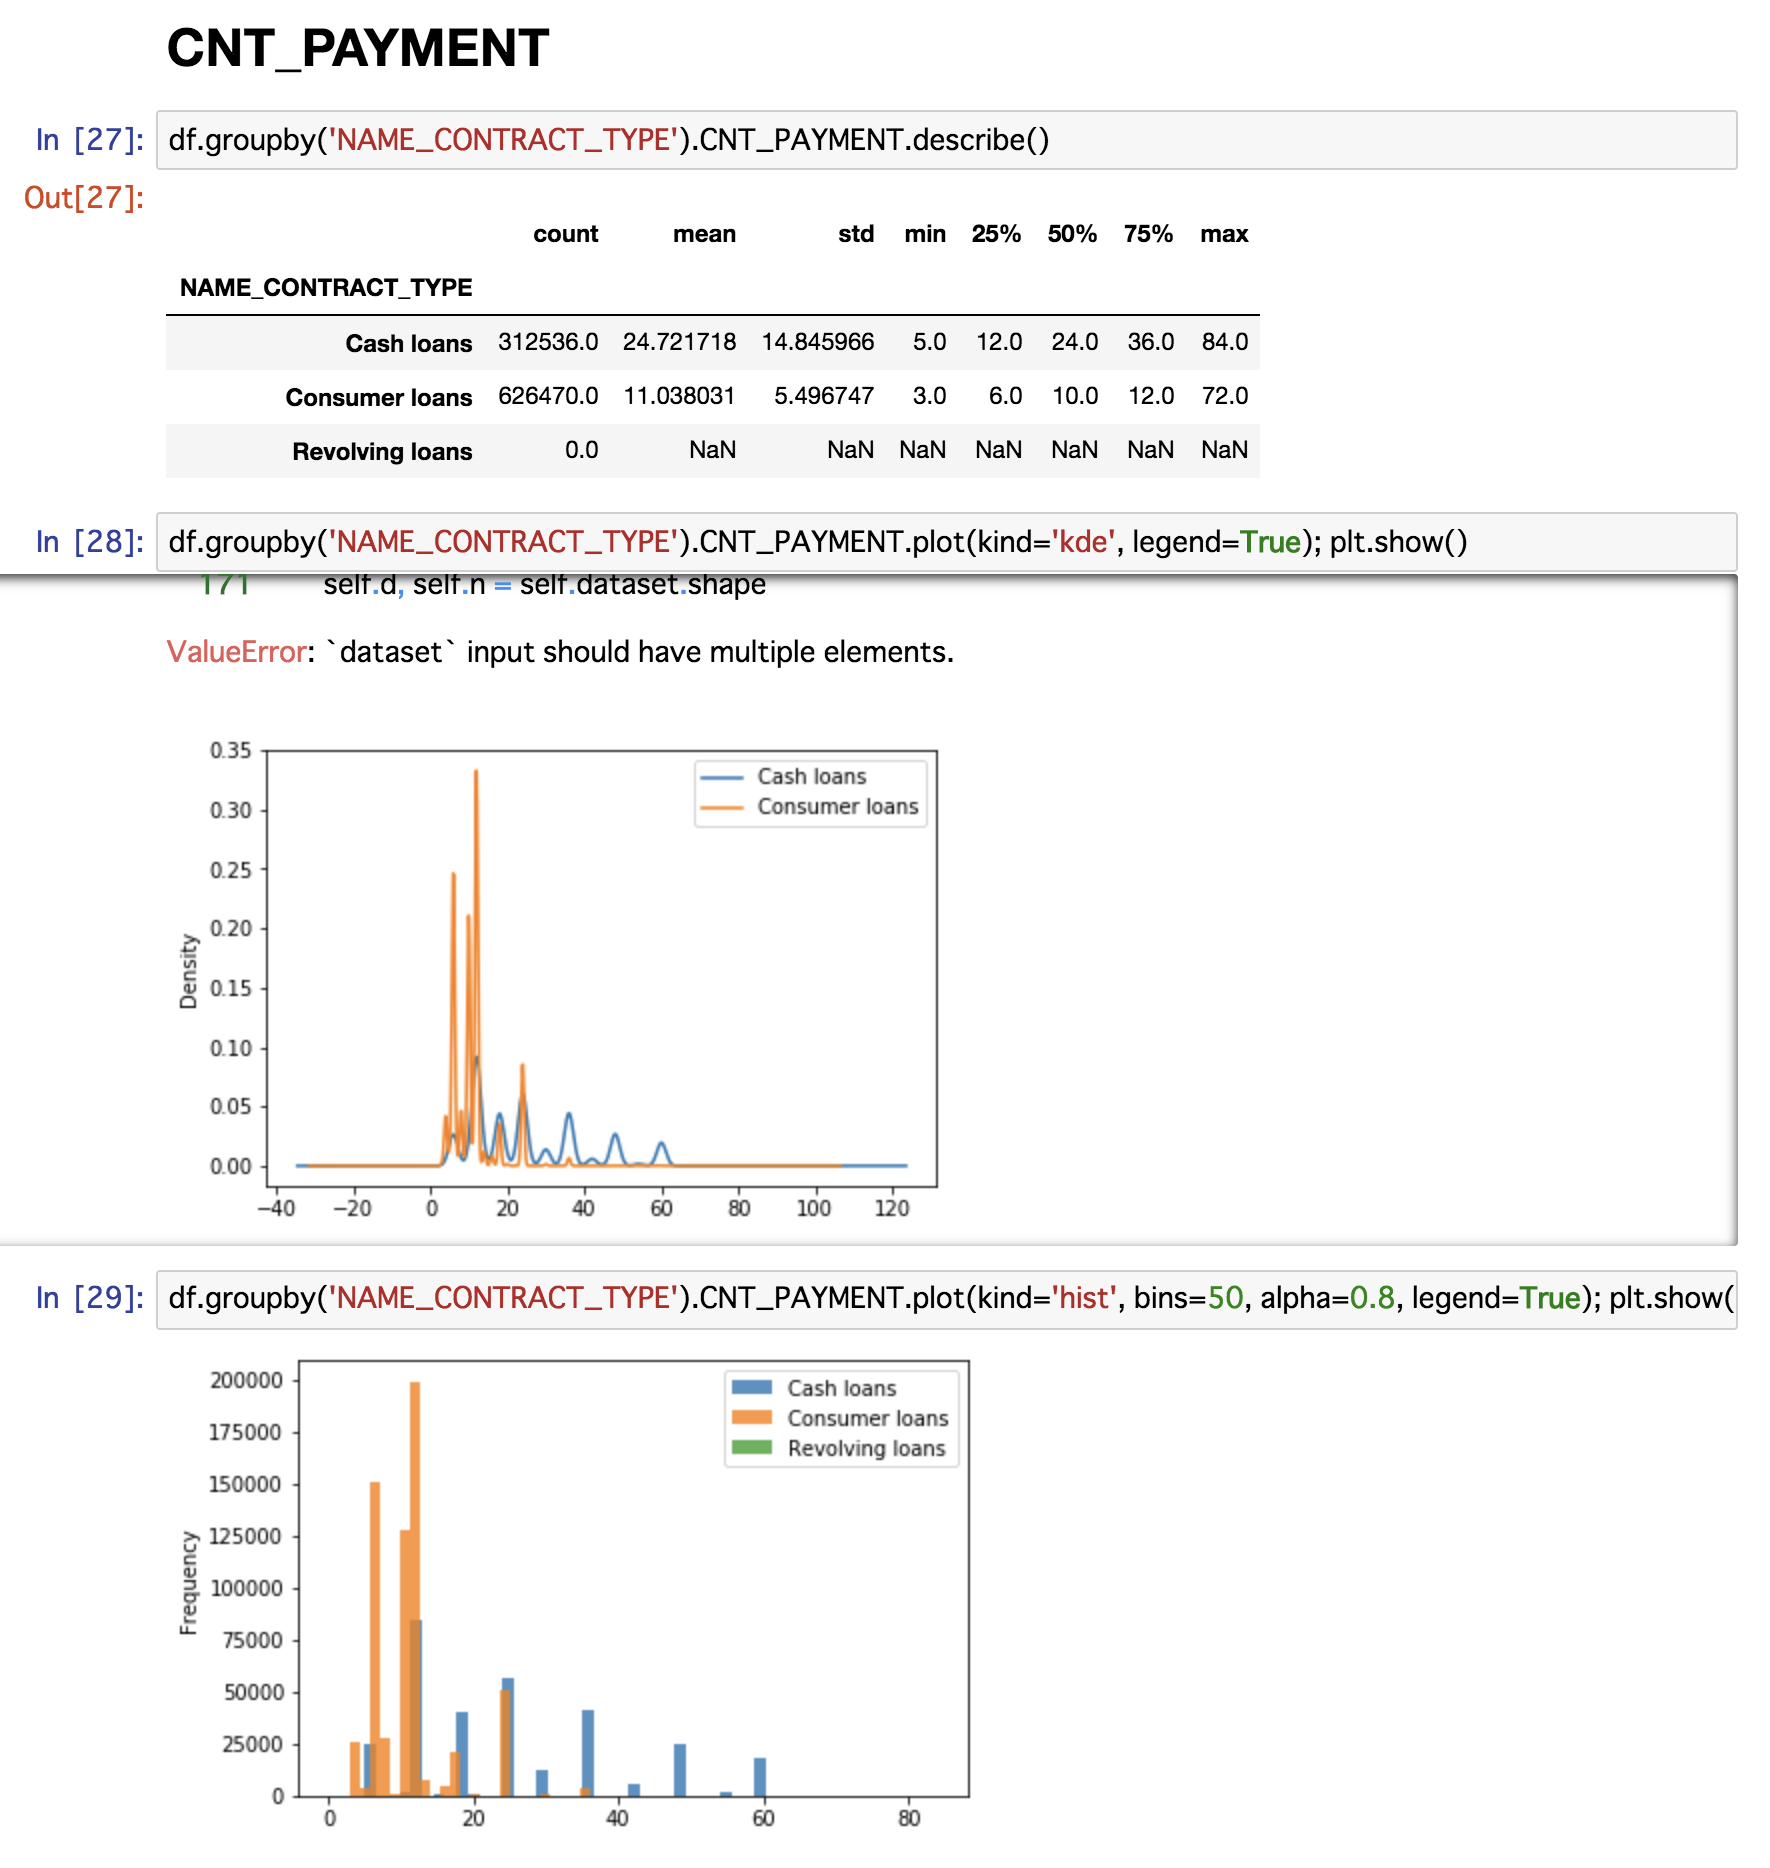 CNT_PAYMENT
In [27]: df.groupby('NAME_CONTRACT_TYPE').CNT_PAYMENT.describe()
Out[27]:
count mean std min 25% 50% 75% max
NAME_CONTRACT_TYPE
Cash loans 312536.0 24.721718 14.845966 5.0 12.0 24.0 36.0 84.0
Consumer loans 626470.0 11.038031 5.496747 3.0 6.0 10.0 12.0 72.0
Revolving loans 0.0 NaN NaN NaN NaN NaN NaN NaN
In [28]: df.groupby('NAME_CONTRACT_TYPE').CNT_PAYMENT.plot(kind='kde', legend=True); plt.show()
171 self.d, self.n = self.dataset.shape
ValueError: `dataset` input should have multiple elements.
0.35
Cash loans
Consumer loans
0.30
0.25
0.20
0.15
0.10
0.05
0.00
Density
−40 −20 0 20 40 60 80 100 120
In [29]: df.groupby('NAME_CONTRACT_TYPE').CNT_PAYMENT.plot(kind='hist', bins=50, alpha=0.8, legend=True); plt.show(
200000
Cash loans
Consumer loans
Revolving loans
175000
150000
125000
100000
75000
50000
25000
0
Frequency
0 20 40 60 80